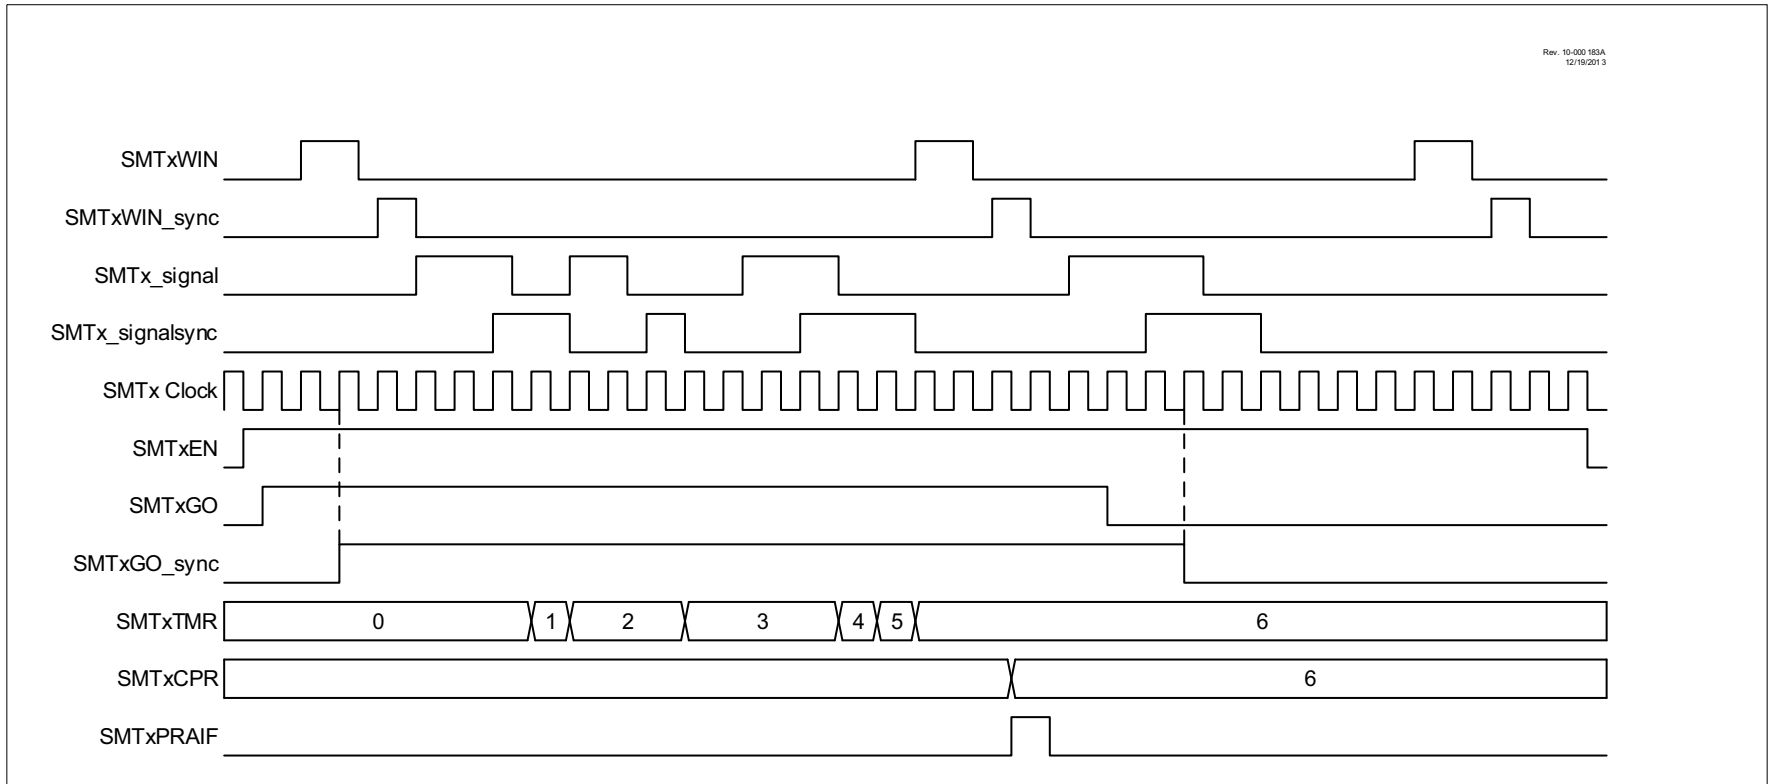 Rev. 10-000 183A
12/19/201 3
SMTxWIN
SMTxWIN_sync
SMTx_signal
SMTx_signalsync
SMTx Clock
SMTxEN
SMTxGO
SMTxGO_sync
SMTxTMR 0 1 2 3 4 5 6
SMTxCPR 6
SMTxPRAIF